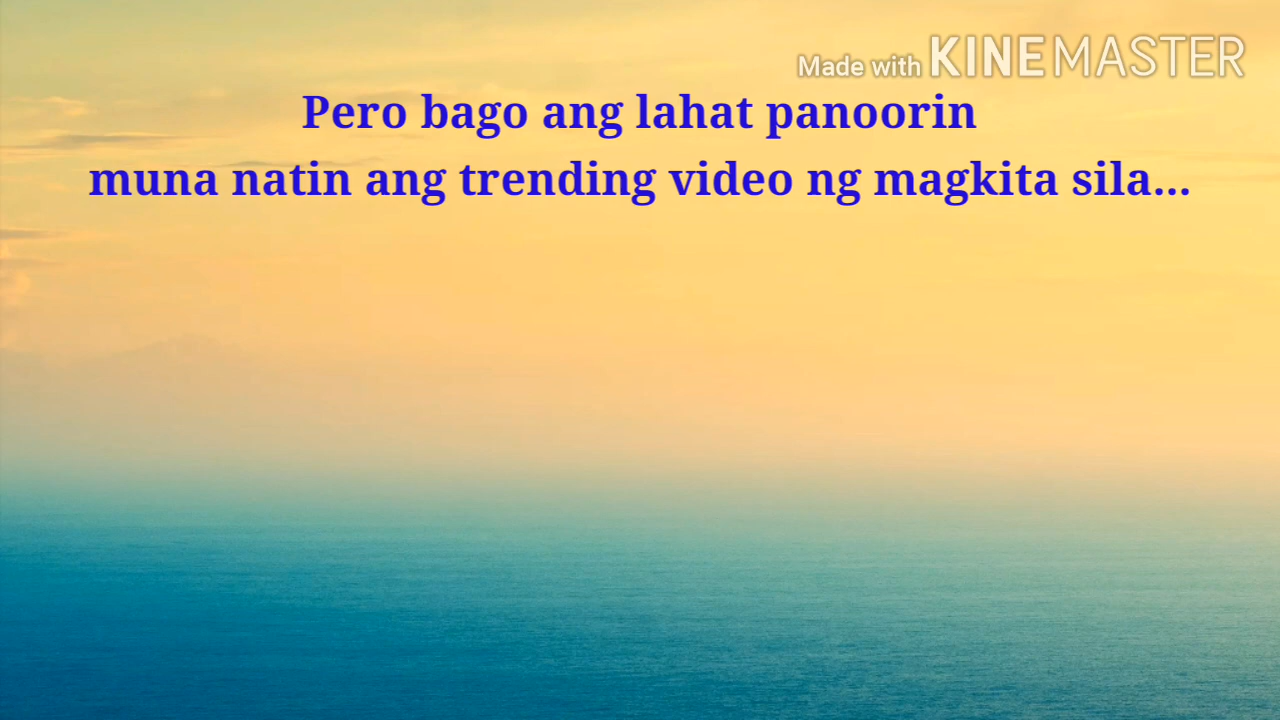 Made with KINEMASTER
Pero bago ang lahat panoorin
muna natin ang trending video ng magkita sila...